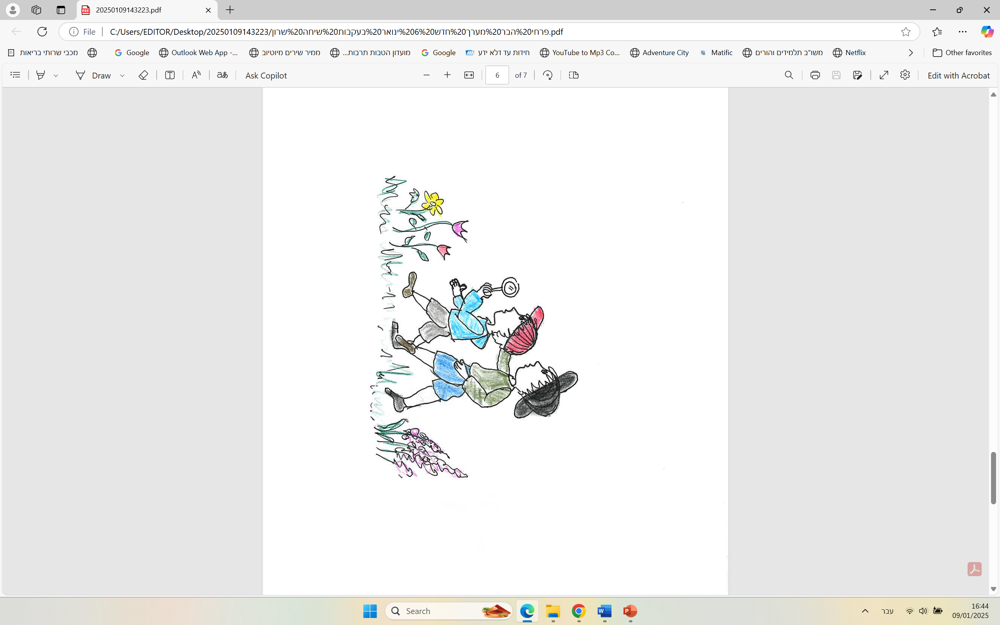 20250109143223.pdf
File C:/Users/EDITOR/Desktop/20250109143223/פרחי%20הבר%20מערך%20חדש%206%20ינואר%20בעקבות%20שיחה%20שרון.pdf
מכבי שרותי בריאות Google Outlook Web App -... ממיר שירים מיוטיוב מועדון הטבות תרבות... Google חידות עד דלא ידע YouTube to Mp3 Co... Adventure City Matific משו"ב תלמידים והורים Netflix Other favorites
Draw aあ Ask Copilot 6 of 7 Edit with Acrobat
Search עבר 16:44
09/01/2025